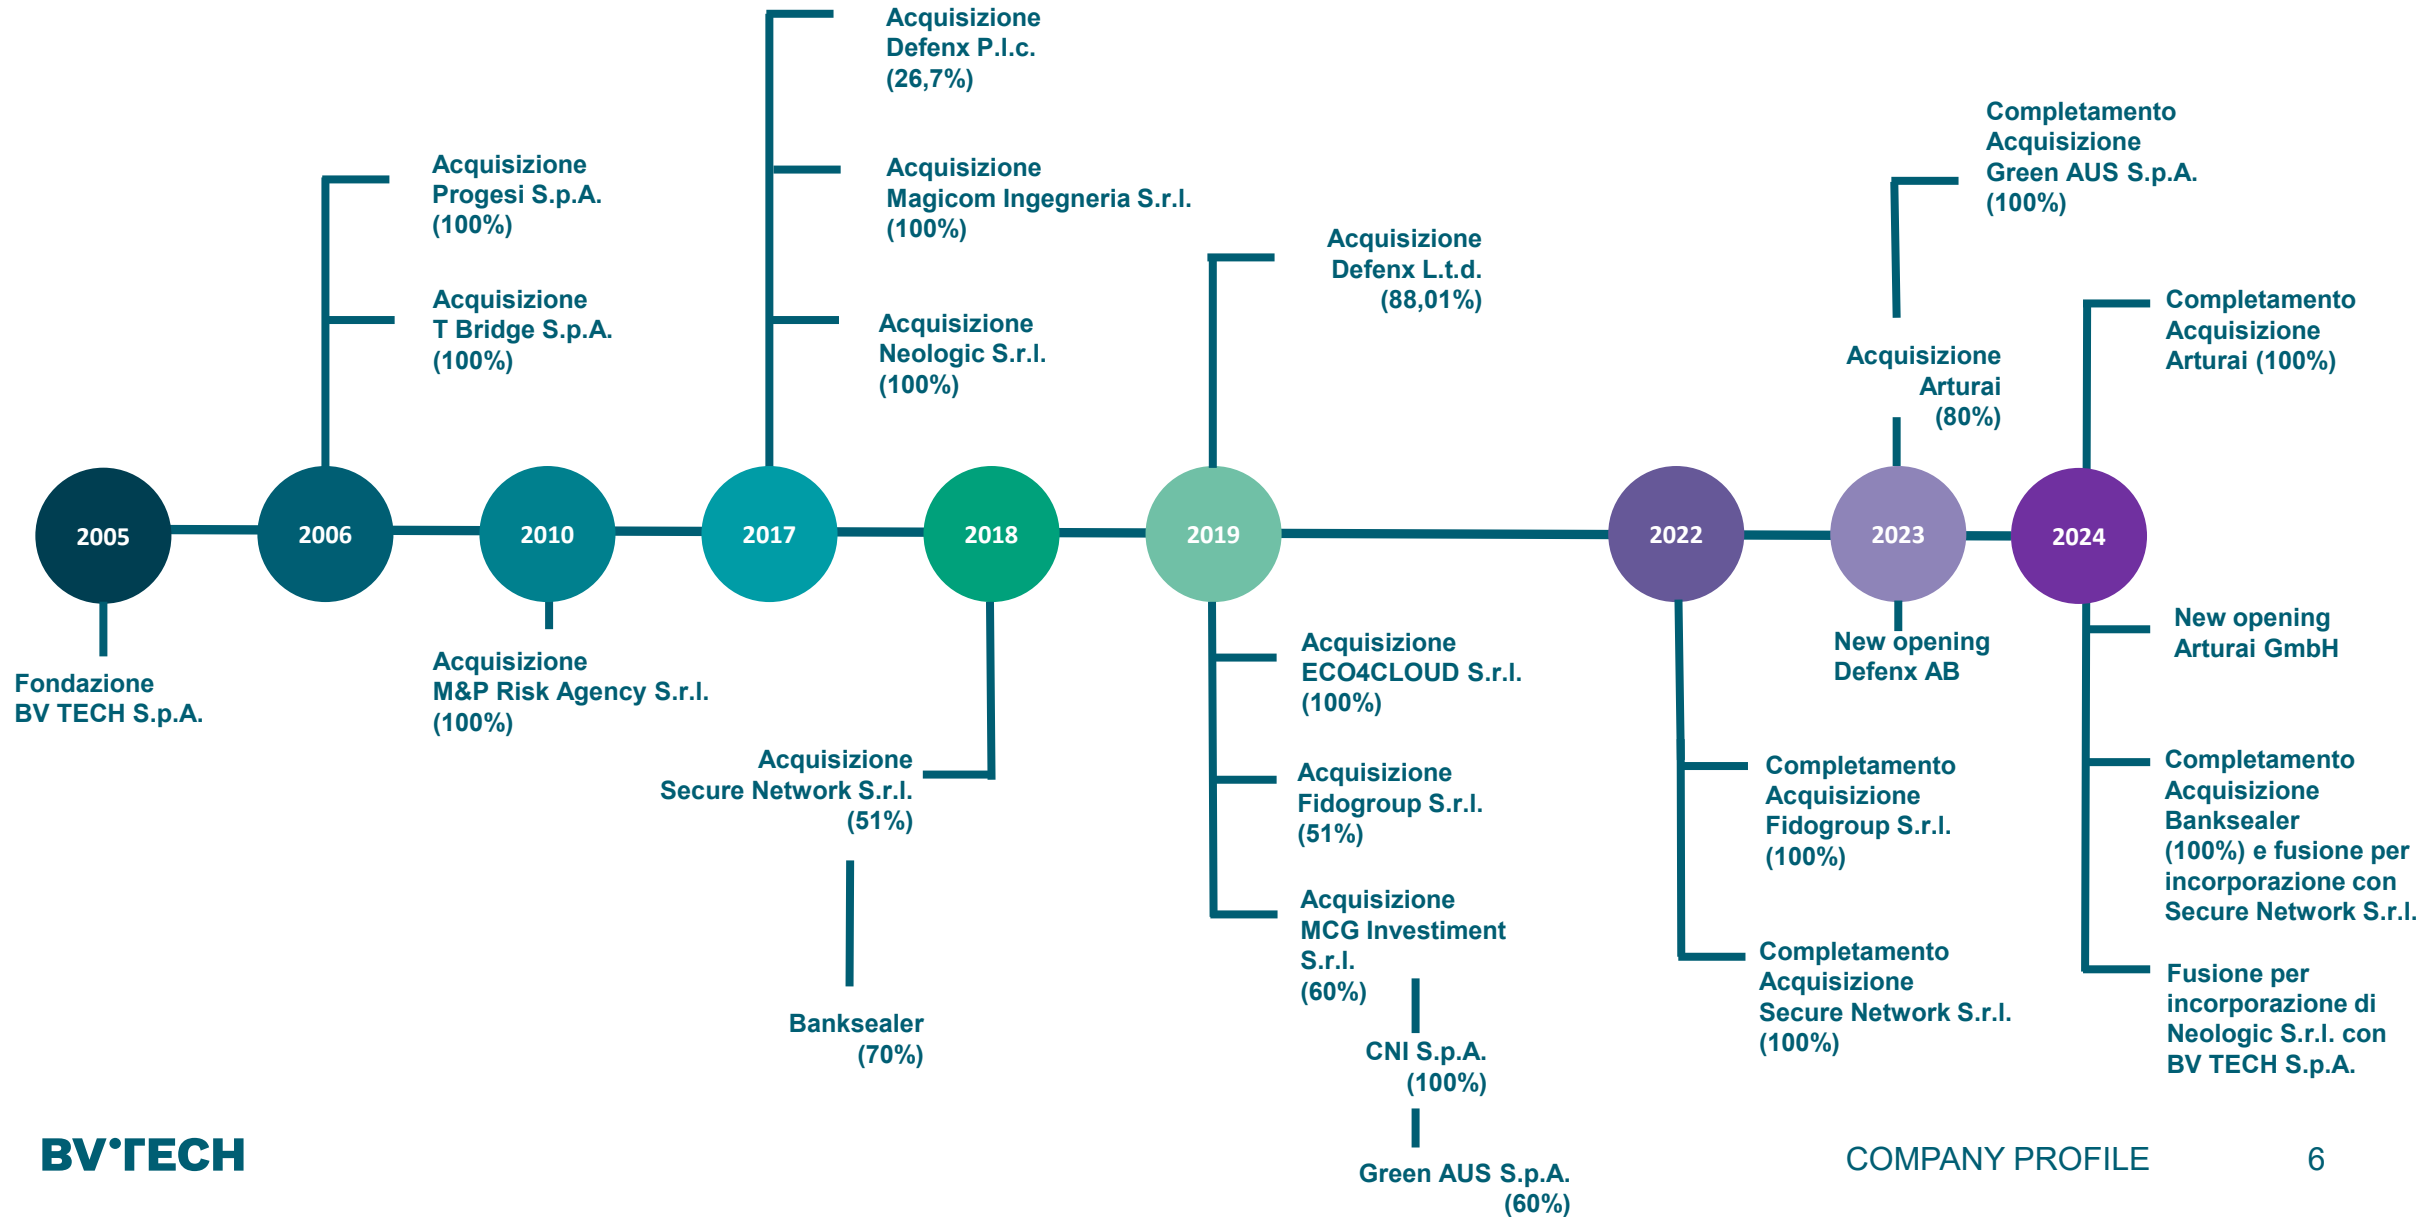 Acquisizione
Defenx P.l.c.
(26,7%)
Acquisizione
Progesi S.p.A.
(100%)
Acquisizione
Magicom Ingegneria S.r.l.
(100%)
Completamento
Acquisizione
Green AUS S.p.A.
(100%)
Acquisizione
Defenx L.t.d.
(88,01%)
Acquisizione
T Bridge S.p.A.
(100%)
Acquisizione
Neologic S.r.l.
(100%)
Acquisizione
Arturai
(80%)
Completamento
Acquisizione
Arturai (100%)
2005
2006
2010
2017
2018
2019
2022
2023
2024
Fondazione
BV TECH S.p.A.
Acquisizione
M&P Risk Agency S.r.l.
(100%)
Acquisizione
Secure Network S.r.l.
(51%)
Banksealer
(70%)
Acquisizione
ECO4CLOUD S.r.l.
(100%)
Acquisizione
Fidogroup S.r.l.
(51%)
Acquisizione
MCG Investiment
S.r.l.
(60%)
CNI S.p.A.
(100%)
Green AUS S.p.A.
(60%)
Completamento
Acquisizione
Fidogroup S.r.l.
(100%)
Completamento
Acquisizione
Secure Network S.r.l.
(100%)
New opening
Defenx AB
New opening
Arturai GmbH
Completamento
Acquisizione
Banksealer
(100%) e fusione per
incorporazione con
Secure Network S.r.l.
Fusione per
incorporazione di
Neologic S.r.l. con
BV TECH S.p.A.
BV TECH
COMPANY PROFILE
6